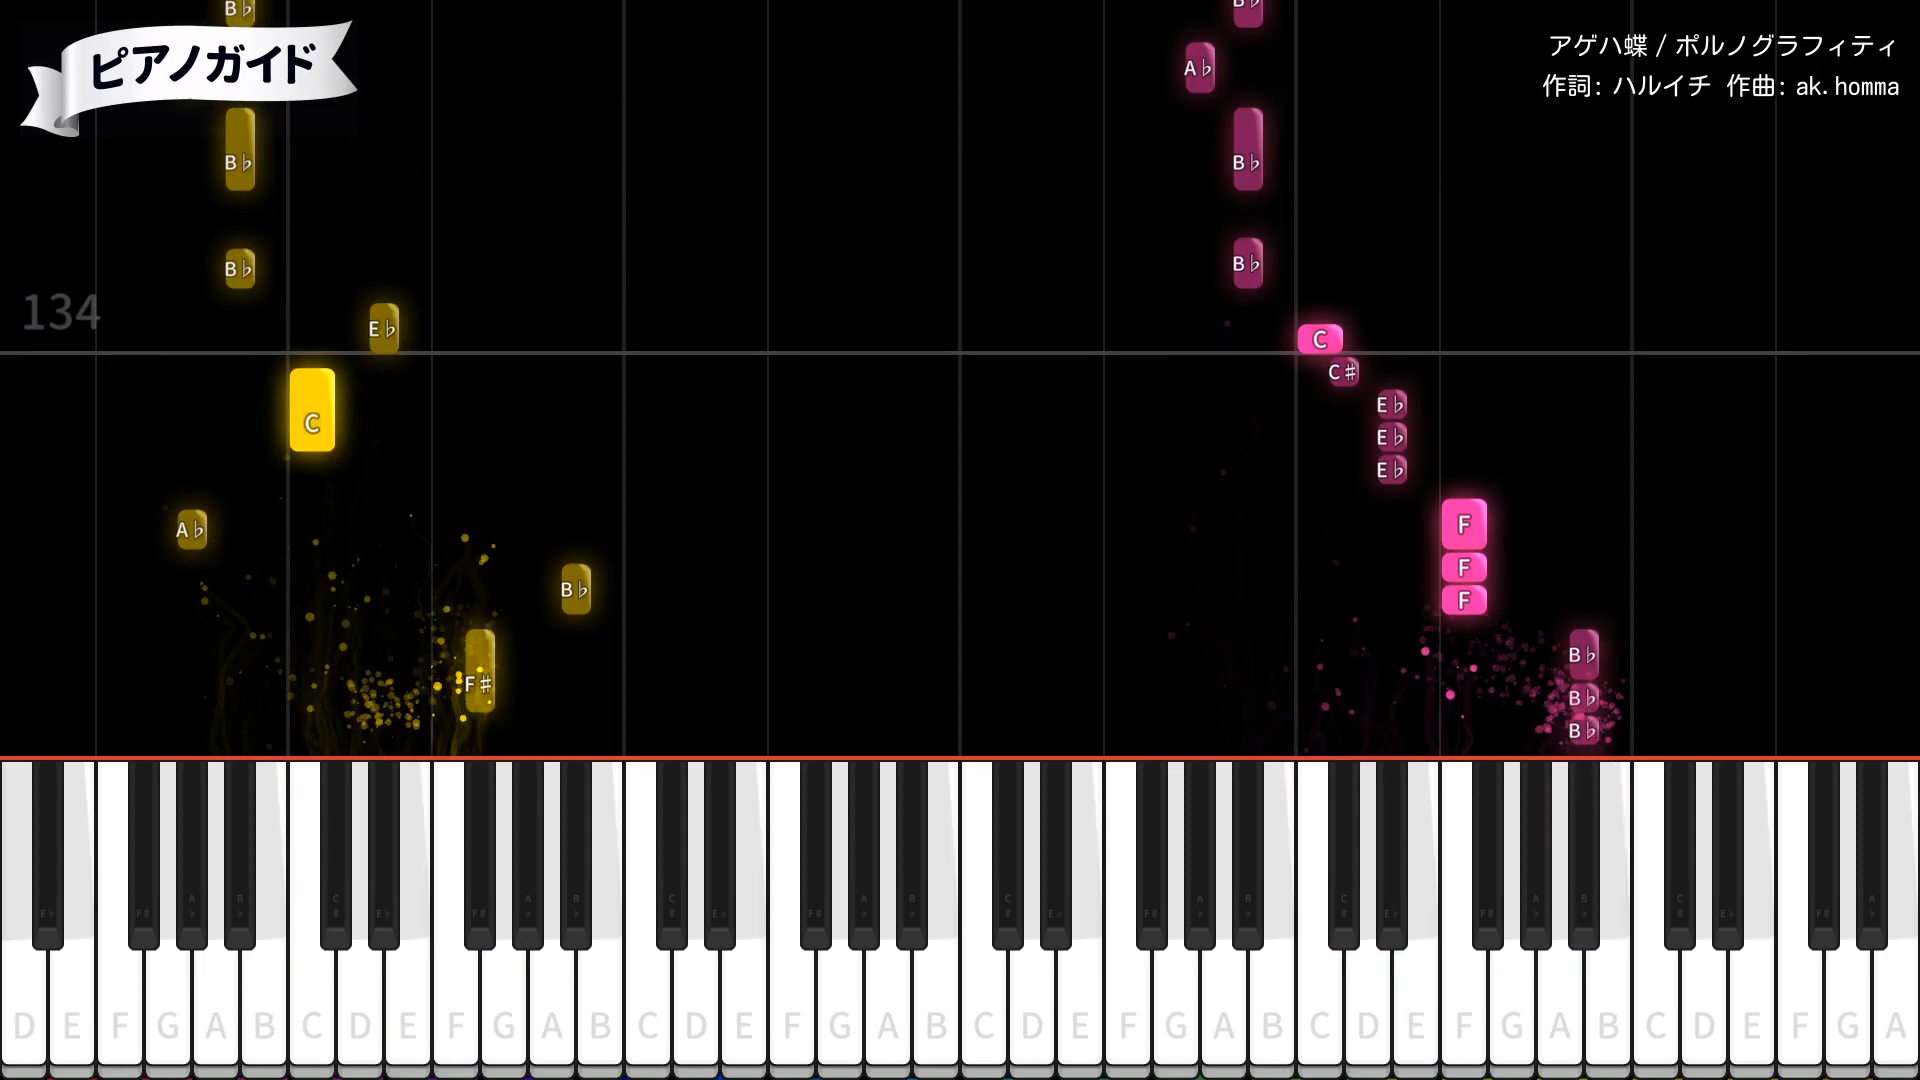 B♭
B♭
ピアノガイド
アゲハ蝶 / ポルノグラフィティ
A♭
作詞: ハルイチ 作曲: ak.homma
B♭
B♭
B♭
B♭
134
E♭
C
C♯
E♭
C
E♭
E♭
F
A♭
F
B♭
F
B♭
F♯
B♭
B♭
A A C A C A C A C A C A
E♭ F♯ ♭ ♭ ♯ E♭ F♯ ♭ ♭ ♯ E♭ F♯ ♭ ♭ ♯ E♭ F♯ ♭ ♭ ♯ E♭ F♯ ♭ ♭ ♯ E♭ F♯ ♭
D E F G A B C D E F G A B C D E F G A B C D E F G A B C D E F G A B C D E F G A